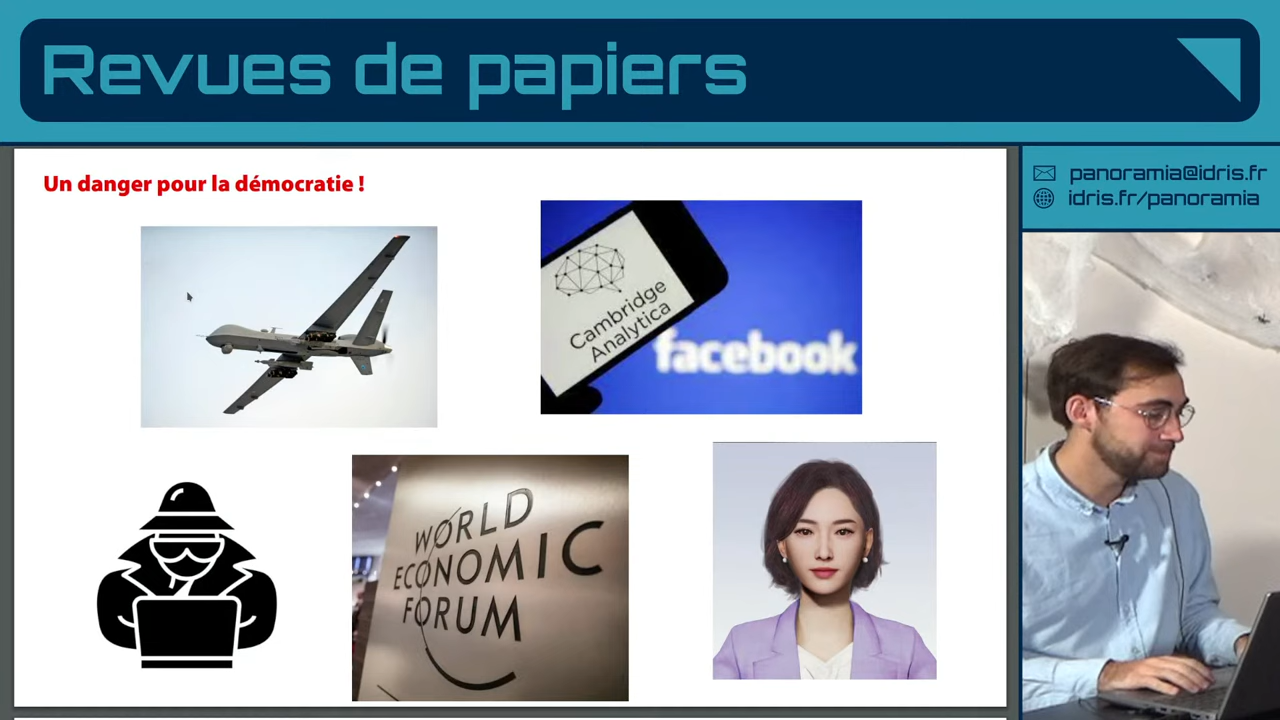 Revues de papiers
Un danger pour la démocratie !
panoramia@idris.fr
idris.fr/panoramia
Cambridge
Analytica
facebook
WORLD
ECONOMIC
FORUM